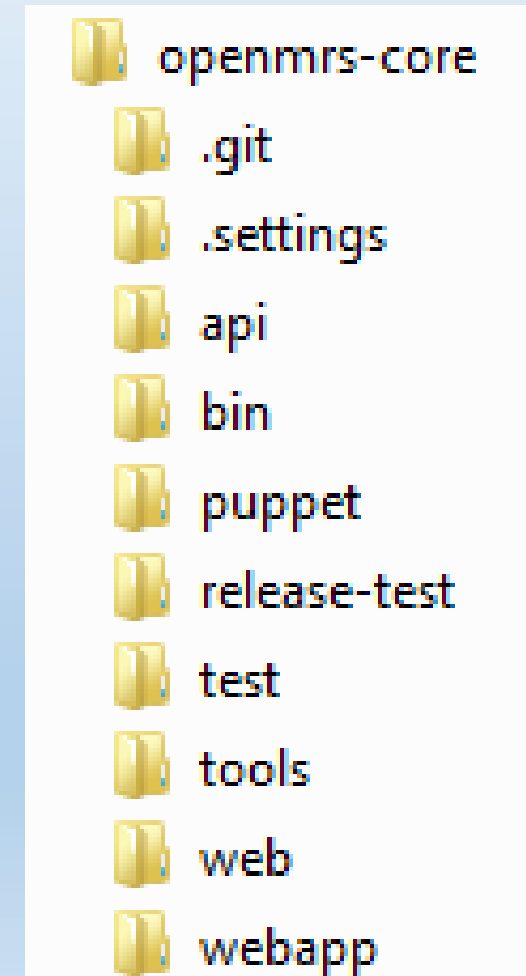 openmrs-core
.git
.settings
api
bin
puppet
release-test
test
tools
web
webapp